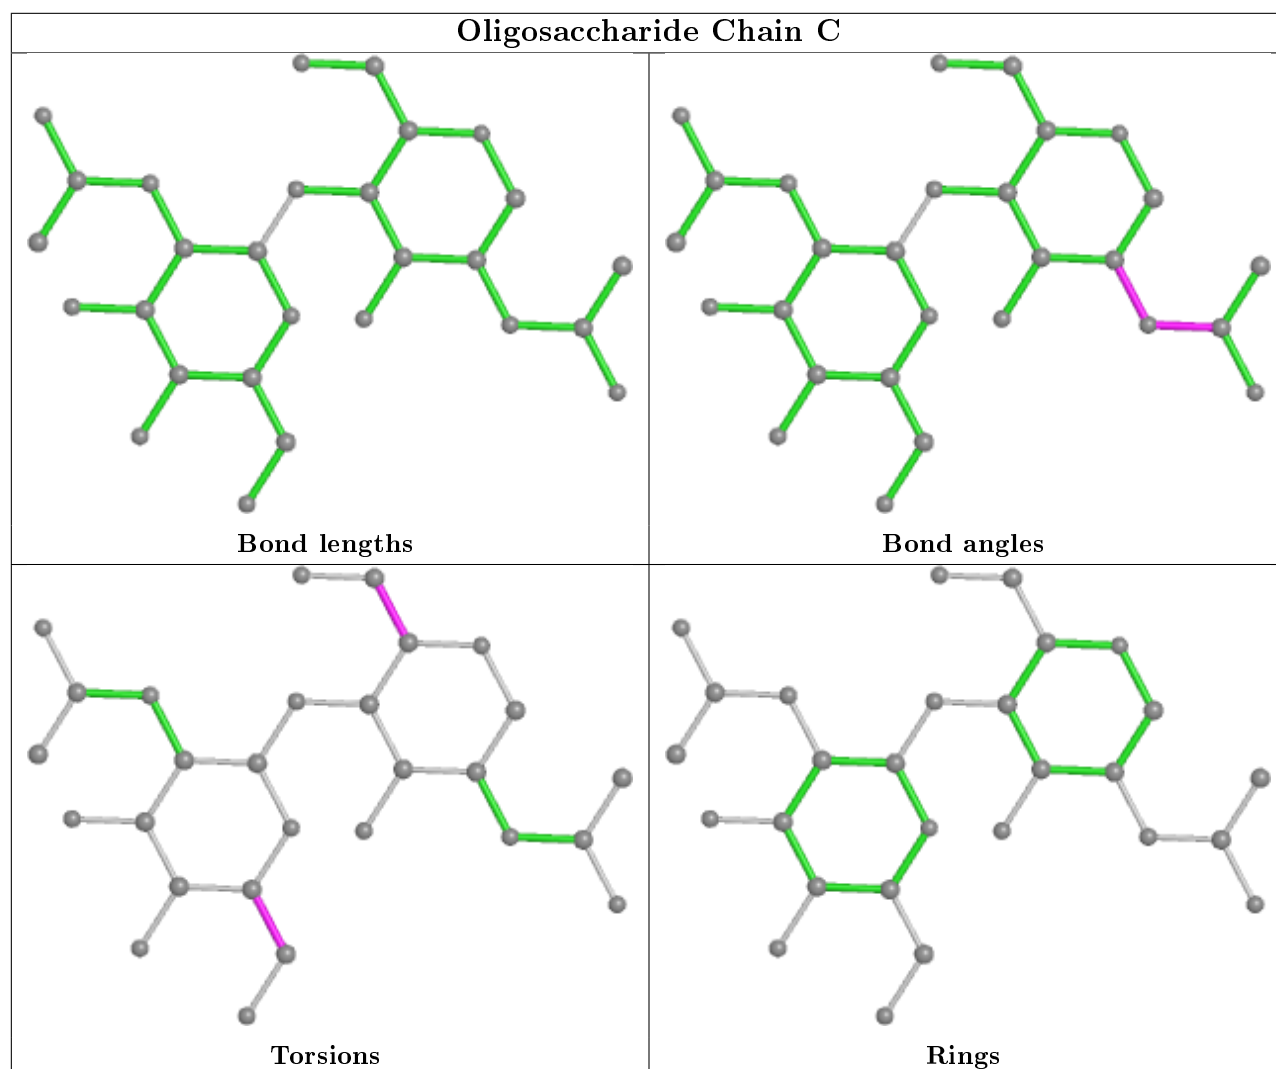 Oligosaccharide Chain C
Bond lengths
Bond angles
Torsions
Rings